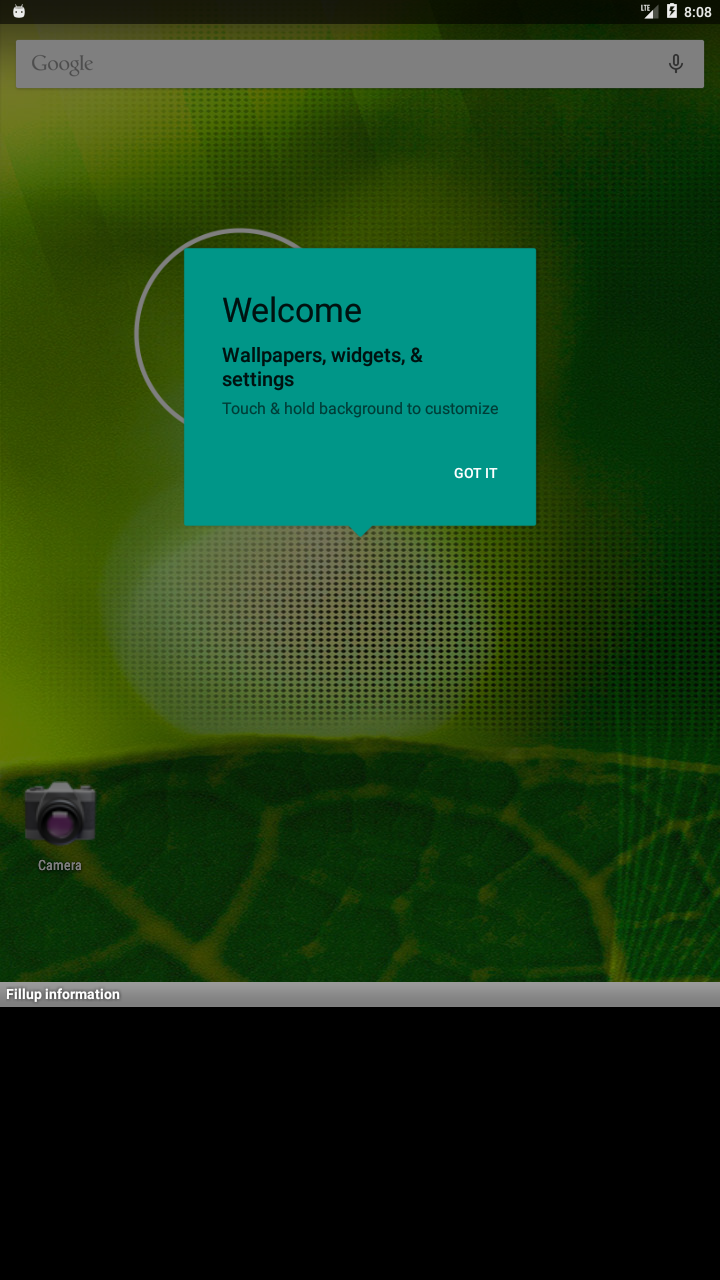 LTE 8:08
Google
Welcome
Wallpapers, widgets, &
settings
Touch & hold background to customize
GOT IT
Camera
Fillup information